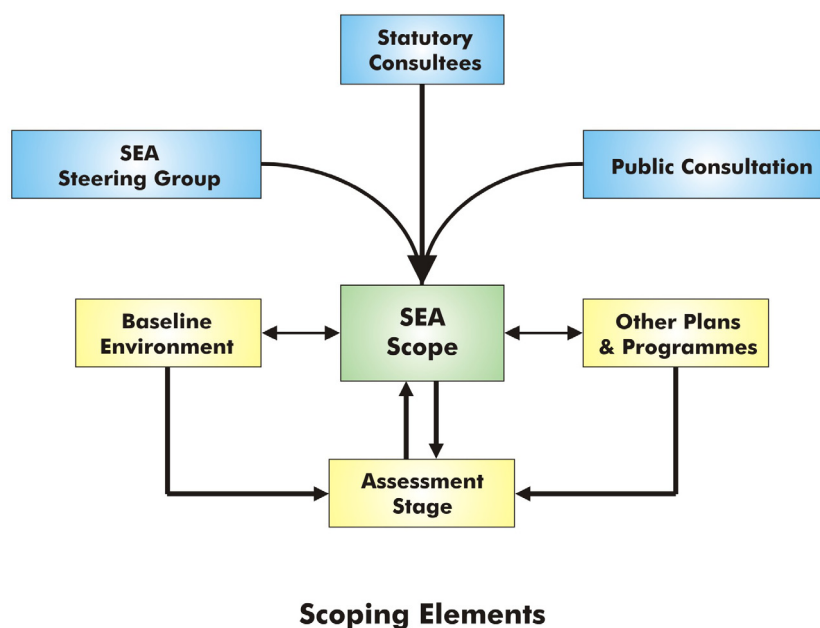 Statutory
Consultees
SEA
Steering Group
Public Consultation
Baseline
Environment
SEA
Scope
Other Plans
& Programmes
Assessment
Stage
Scoping Elements